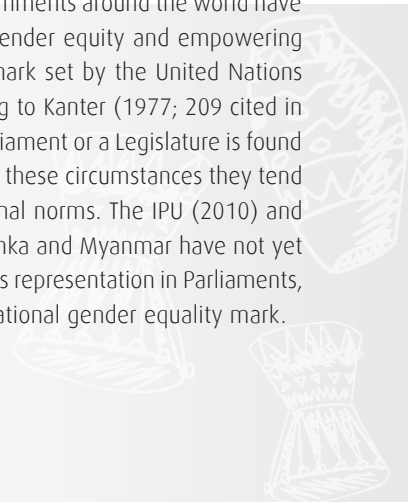 nments around the world have
ender equity and empowering
mark set by the United Nations
g to Kanter (1977; 209 cited in
liament or a Legislature is found
these circumstances they tend
nal norms. The IPU (2010) and
nka and Myanmar have not yet
s representation in Parliaments,
ational gender equality mark.